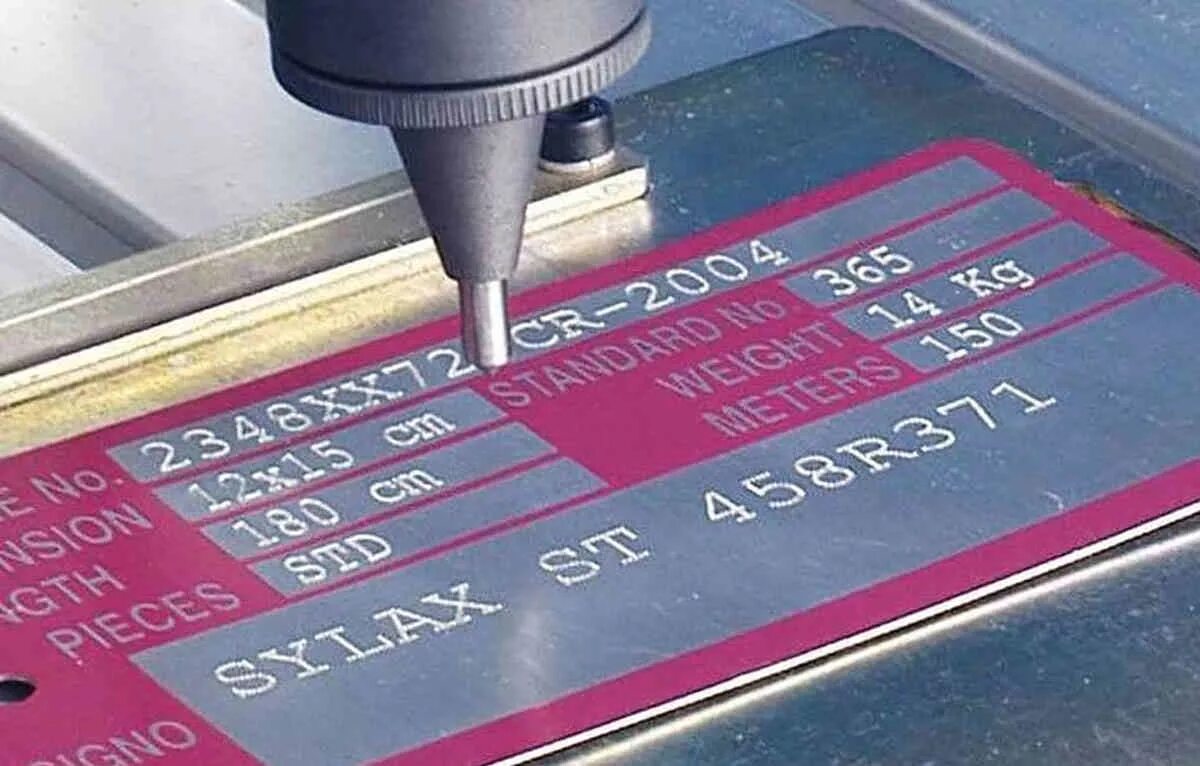 E No. 2348XX72 CR-2004
NSION 12x15 cm STANDARD No. 365
NGTH 180 cm WEIGHT 14 Kg
PIECES STD METERS 150
SIGNO SYLAX ST 458R371